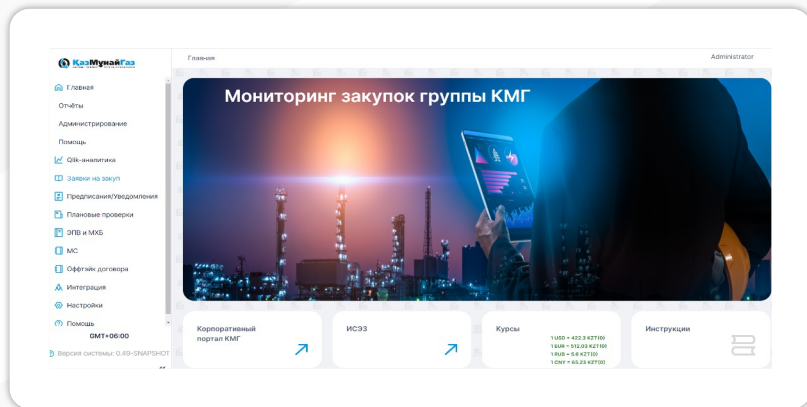 ҚазМұнайГаз
Главная
Administrator
Главная
Отчёты
Администрирование
Помощь
Qlik-аналитика
Заявки на закуп
Предписания/Уведомления
Плановые проверки
ЭПВ и МХБ
МС
Оффтэйк договора
Интеграция
Настройки
Помощь
GMT+06:00
Версия системы: 0.49-SNAPSHOT
Мониторинг закупок группы КМГ
Корпоративный
портал КМГ
ИСЭЗ
Курсы
1 USD = 422.3 KZT(0)
1 EUR = 512.03 KZT(0)
1 RUB = 5.6 KZT(0)
1 CNY = 65.23 KZT(0)
Инструкции